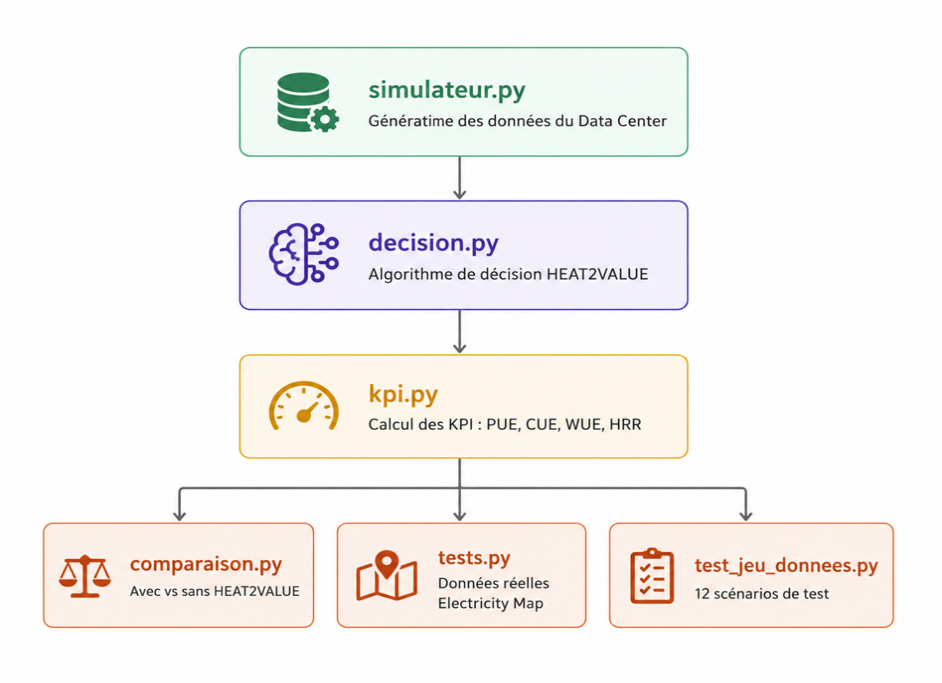 simulateur.py
Génératime des données du Data Center
decision.py
Algorithme de décision HEAT2VALUE
kpi.py
Calcul des KPI : PUE, CUE, WUE, HRR
comparaison.py
Avec vs sans HEAT2VALUE
tests.py
Données réelles
Electricity Map
test_jeu_donnees.py
12 scénarios de test